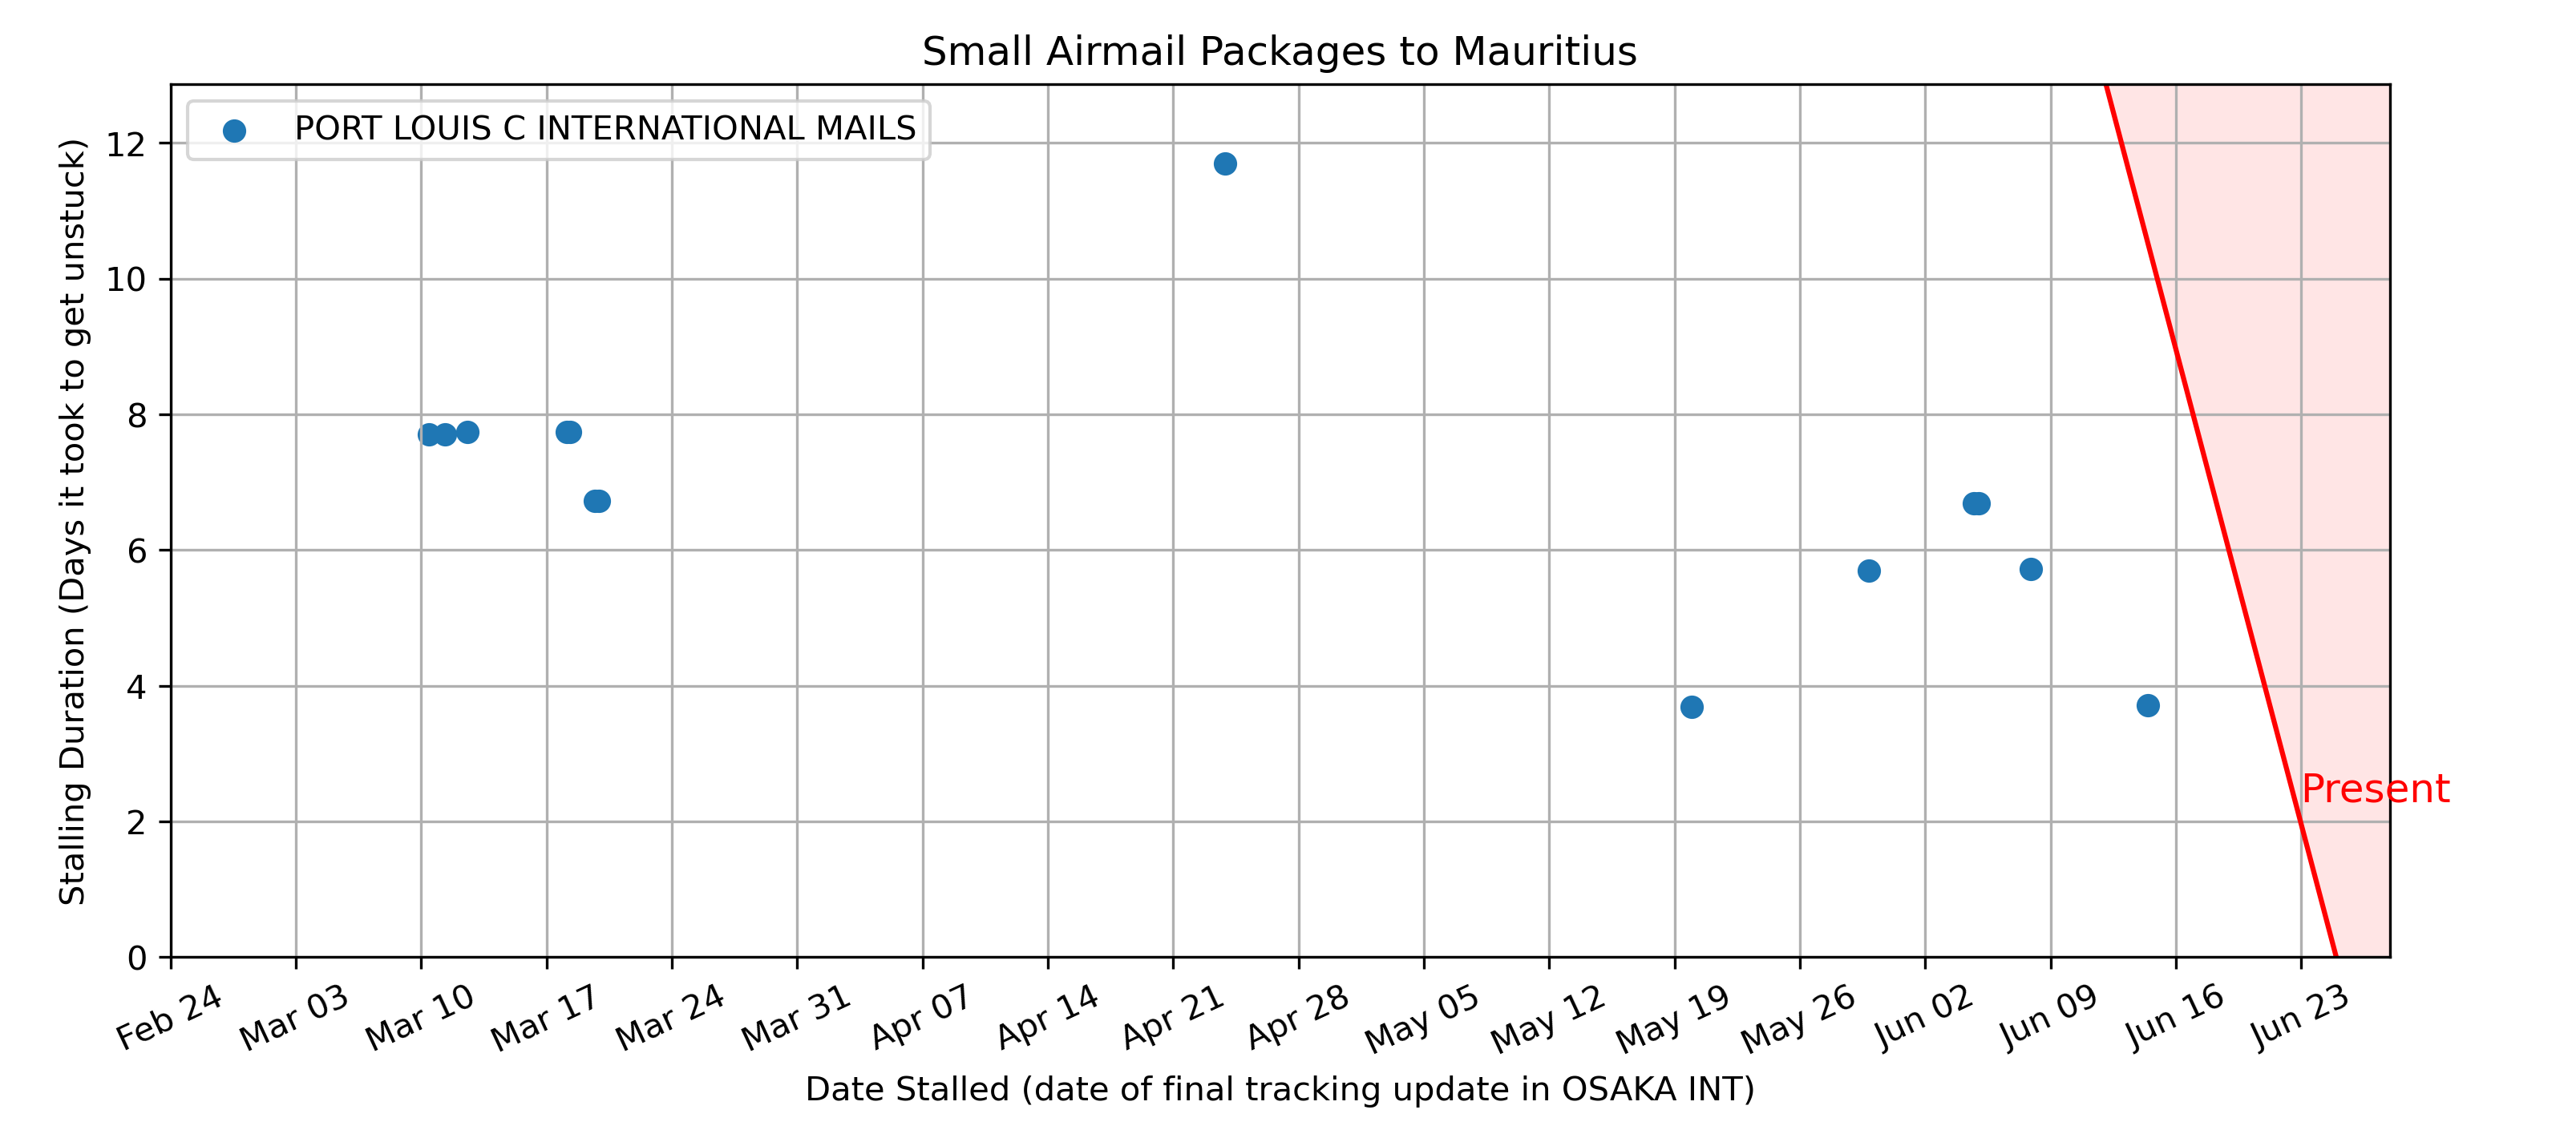 Small Airmail Packages to Mauritius
PORT LOUIS C INTERNATIONAL MAILS
Stalling Duration (Days it took to get unstuck)
12
10
8
6
4
2
0
Present
Feb 24 Mar 03 Mar 10 Mar 17 Mar 24 Mar 31 Apr 07 Apr 14 Apr 21 Apr 28 May 05 May 12 May 19 May 26 Jun 02 Jun 09 Jun 16 Jun 23
Date Stalled (date of final tracking update in OSAKA INT)